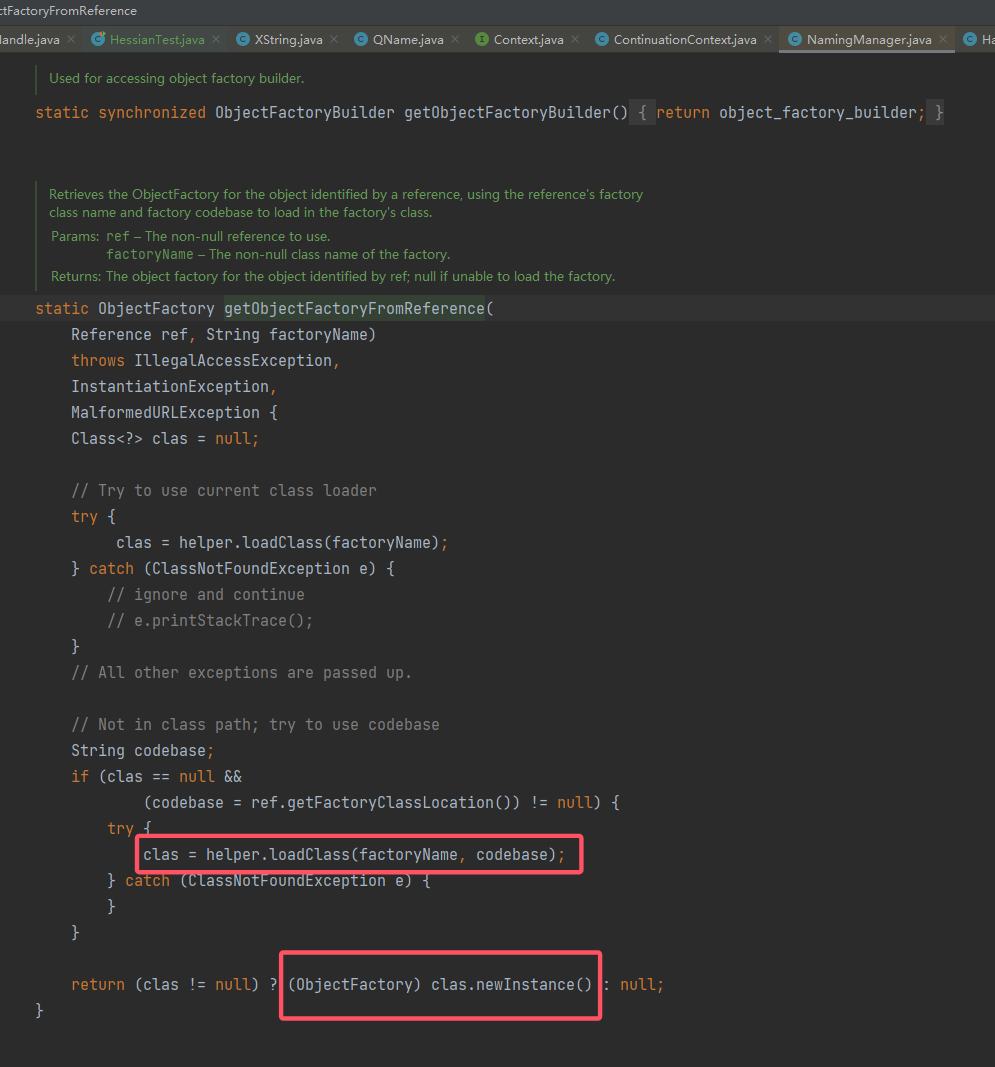 ctFactoryFromReference
Handle.java HessianTest.java XString.java QName.java Context.java ContinuationContext.java NamingManager.java Ha
Used for accessing object factory builder.
static synchronized ObjectFactoryBuilder getObjectFactoryBuilder() { return object_factory_builder; }
Retrieves the ObjectFactory for the object identified by a reference, using the reference's factory
class name and factory codebase to load in the factory's class.
Params: ref – The non-null reference to use.
factoryName – The non-null class name of the factory.
Returns: The object factory for the object identified by ref; null if unable to load the factory.
static ObjectFactory getObjectFactoryFromReference(
Reference ref, String factoryName)
throws IllegalAccessException,
InstantiationException,
MalformedURLException {
Class<?> clas = null;
// Try to use current class loader
try {
clas = helper.loadClass(factoryName);
} catch (ClassNotFoundException e) {
// ignore and continue
// e.printStackTrace();
}
// All other exceptions are passed up.
// Not in class path; try to use codebase
String codebase;
if (clas == null &&
(codebase = ref.getFactoryClassLocation()) != null) {
try {
clas = helper.loadClass(factoryName, codebase);
} catch (ClassNotFoundException e) {
}
}
return (clas != null) ? (ObjectFactory) clas.newInstance() : null;
}